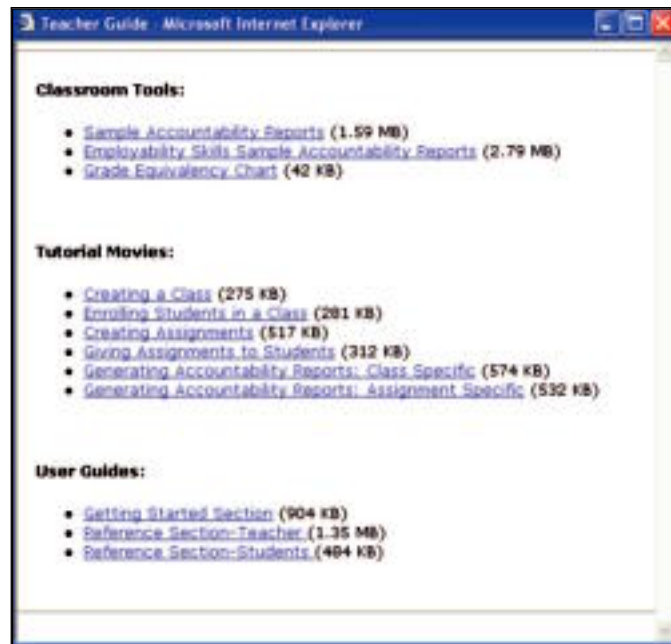 Teacher Guide - Microsoft Internet Explorer
Classroom Tools:
• Sample Accountability Reports (1.59 MB)
• Employability Skills Sample Accountability Reports (2.79 MB)
• Grade Equivalency Chart (42 KB)
Tutorial Movies:
• Creating a Class (275 KB)
• Enrolling Students in a Class (281 KB)
• Creating Assignments (517 KB)
• Giving Assignments to Students (312 KB)
• Generating Accountability Reports: Class Specific (574 KB)
• Generating Accountability Reports: Assignment Specific (532 KB)
User Guides:
• Getting Started Section (904 KB)
• Reference Section-Teacher (1.35 MB)
• Reference Section-Students (484 KB)